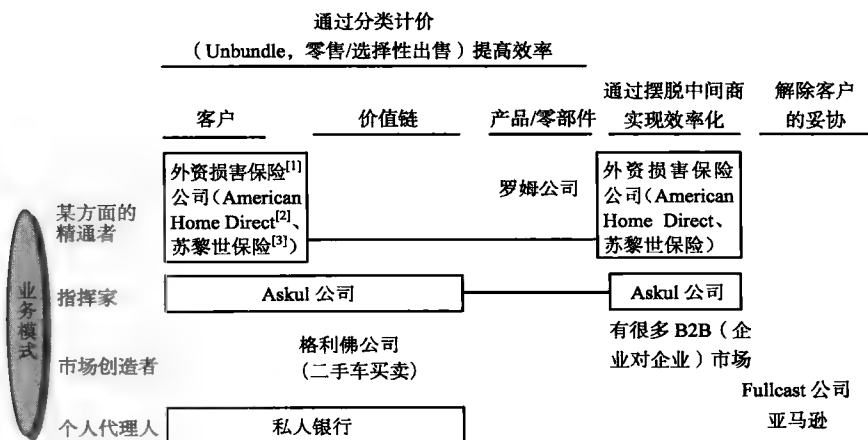 通过分类计价
（Unbundle，零售/选择性出售）提高效率
通过摆脱中间商
实现效率化
解除客户
的妥协
客户
价值链
产品/零部件
业务模式
某方面的
精通者
外资损害保险[1]
公司（American
Home Direct[2]、
苏黎世保险[3]）
罗姆公司
外资损害保险
公司（American
Home Direct、
苏黎世保险）
指挥家
Askul 公司
Askul 公司
市场创造者
格利佛公司
（二手车买卖）
有很多 B2B（企
业对企业）市场
个人代理人
私人银行
Fullcast 公司
亚马逊